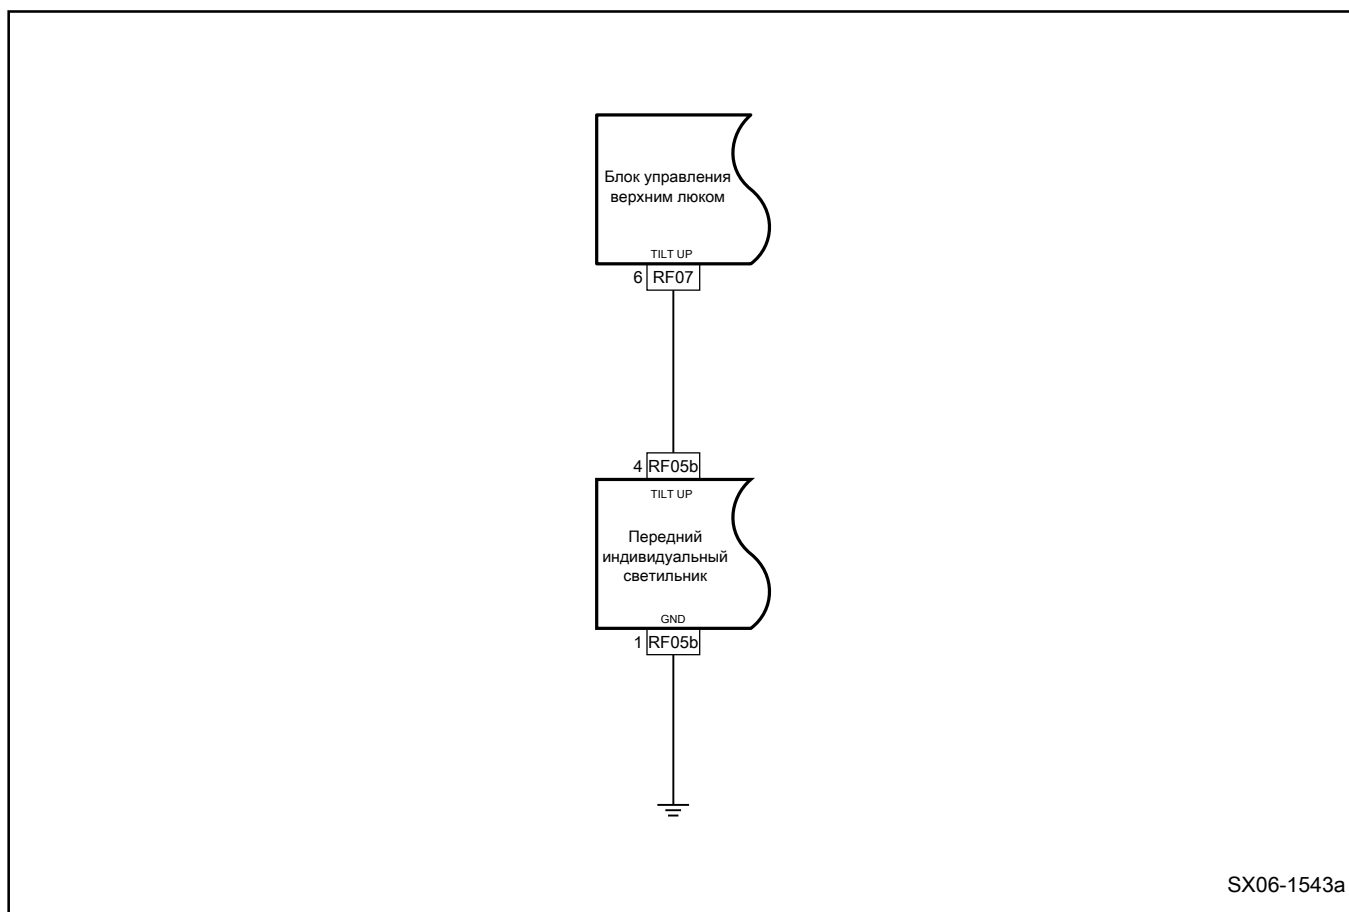 Блок управления
верхним люком
TILT UP
6 RF07
4 RF05b
TILT UP
Передний
индивидуальный
светильник
GND
1 RF05b
SX06-1543a